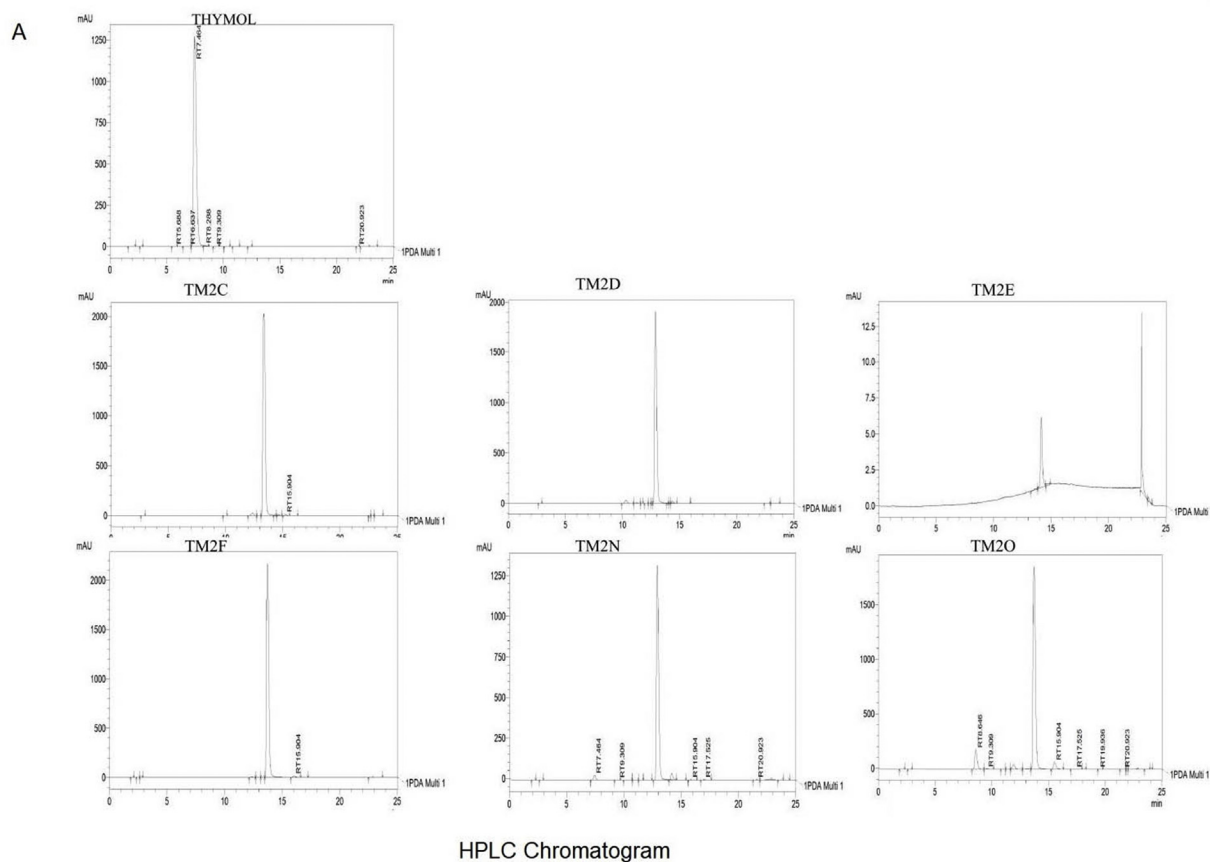 A
THYMOL
mAU
1250
1000
750
500
250
0
RT5.688
RT6.637
RT7.464
RT8.288
RT9.309
RT20.923
0 5 10 15 20 25
min
1PDA Multi 1
TM2C
mAU
2000
1500
1000
500
0
RT15.904
0 5 10 15 20 25
1PDA Multi 1
TM2D
mAU
2000
1500
1000
500
0
0 5 10 15 20 25
min
1PDA Multi 1
TM2E
mAU
12.5
10.0
7.5
5.0
2.5
0.0
0 5 10 15 20 25
1PDA Multi
TM2F
mAU
2000
1500
1000
500
0
RT15.904
0 5 10 15 20 25
1PDA Multi 1
TM2N
mAU
1250
1000
750
500
250
0
RT7.464
RT9.309
RT15.904
RT17.525
RT20.923
0 5 10 15 20 25
1PDA Multi 1
TM2O
mAU
1500
1000
500
0
RT8.646
RT9.309
RT15.904
RT17.525
RT19.936
RT20.923
0 5 10 15 20 25
min
1PDA Multi 1
HPLC Chromatogram